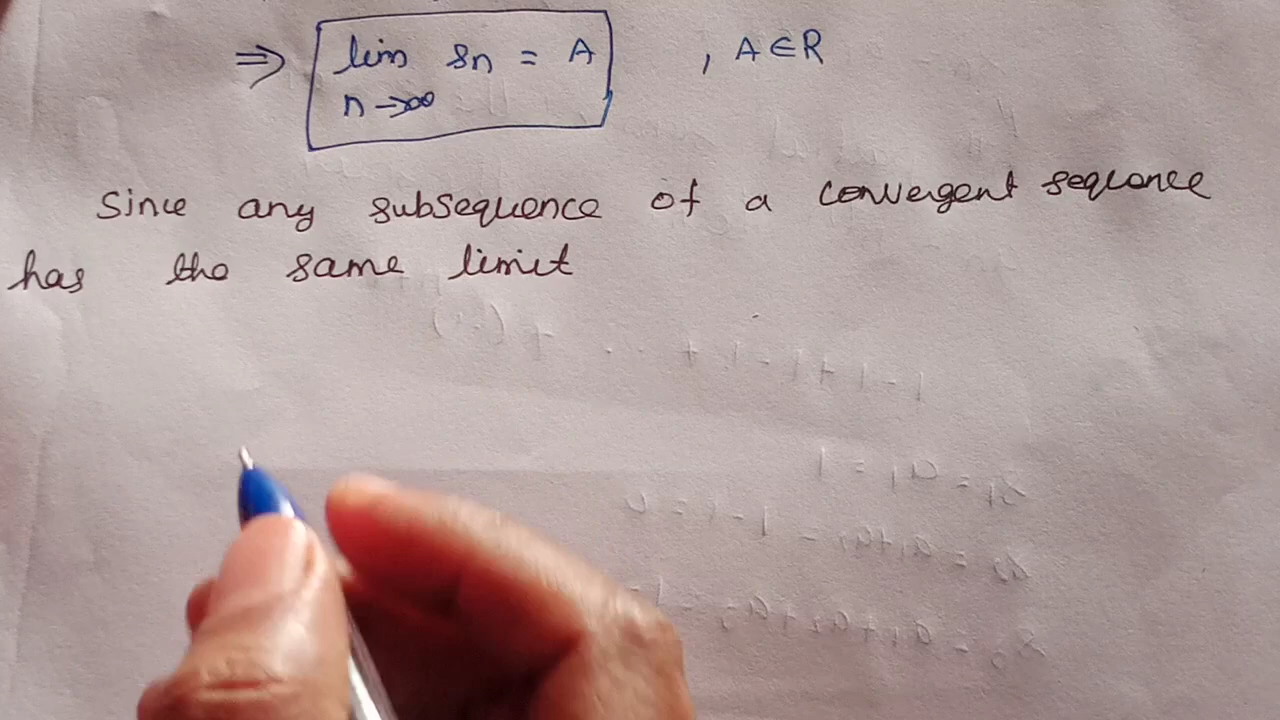 ⇒ lim sn = A , A ∈ R
n→∞
Since any subsequence of a convergent sequence
has the same limit